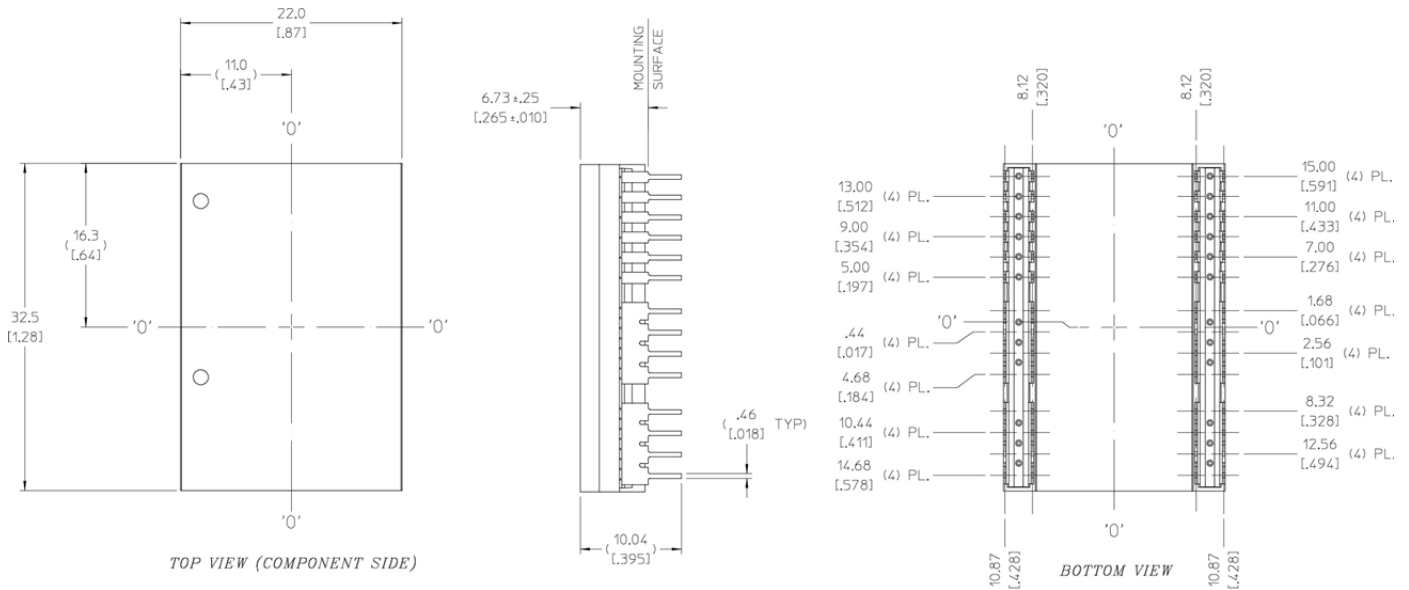 22.0
[.87]
11.0
( )
[.43]
'0'
16.3
( )
[.64]
32.5
[1.28]
'0'
'0'
'0'
TOP VIEW (COMPONENT SIDE)
MOUNTING
SURFACE
6.73 ±.25
[.265 ±.010]
.46
( TYP)
[.018]
10.04
( )
[.395]
8.12
[.320]
8.12
[.320]
'0'
13.00
[.512] (4) PL.
9.00
[.354] (4) PL.
5.00
[.197] (4) PL.
'0'
.44
[.017] (4) PL.
4.68
[.184] (4) PL.
10.44
[.411] (4) PL.
14.68
[.578] (4) PL.
15.00
[.591] (4) PL.
11.00
[.433] (4) PL.
7.00
[.276] (4) PL.
1.68
[.066] (4) PL.
'0'
2.56
[.101] (4) PL.
8.32
[.328] (4) PL.
12.56
[.494] (4) PL.
'0'
10.87
[.428]
10.87
[.428]
BOTTOM VIEW